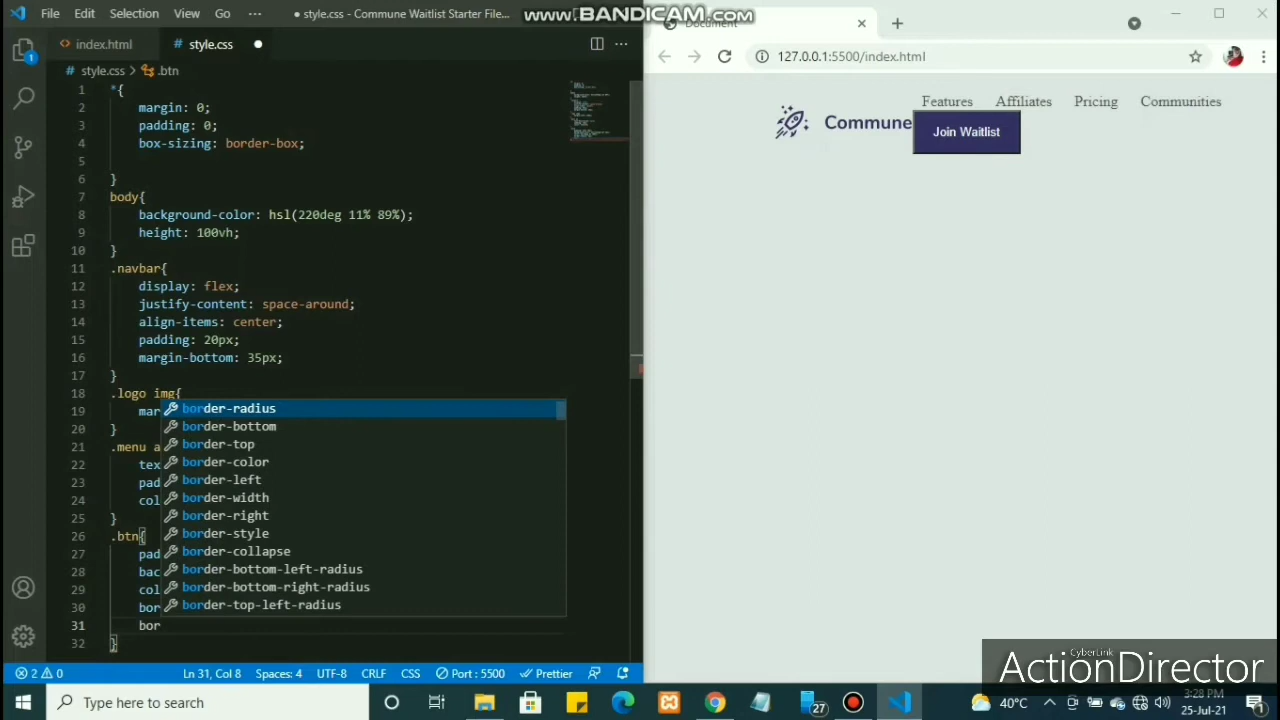 File Edit Selection View Go ··· ● style.css - Commune Waitlist Starter File...
www.BANDICAM.com
<> index.html # style.css ●
# style.css > .btn
1 *{
2 margin: 0;
3 padding: 0;
4 box-sizing: border-box;
5
6 }
7 body{
8 background-color: hsl(220deg 11% 89%);
9 height: 100vh;
10 }
11 .navbar{
12 display: flex;
13 justify-content: space-around;
14 align-items: center;
15 padding: 20px;
16 margin-bottom: 35px;
17 }
18 .logo img{
19 mar
20 }
21 .menu a
22 tex
23 pad
24 col
25 }
26 .btn{
27 pad
28 bac
29 col
30 bor
31 bor
32 }
border-radius
border-bottom
border-top
border-color
border-left
border-width
border-right
border-style
border-collapse
border-bottom-left-radius
border-bottom-right-radius
border-top-left-radius
1
2 0 Ln 31, Col 8 Spaces: 4 UTF-8 CRLF CSS Port : 5500 Prettier
Document
127.0.0.1:5500/index.html
Features Affiliates Pricing Communities
Commune
Join Waitlist
CyberLink
ActionDirector
Type here to search
27
40°C
3:28 PM
25-Jul-21
1